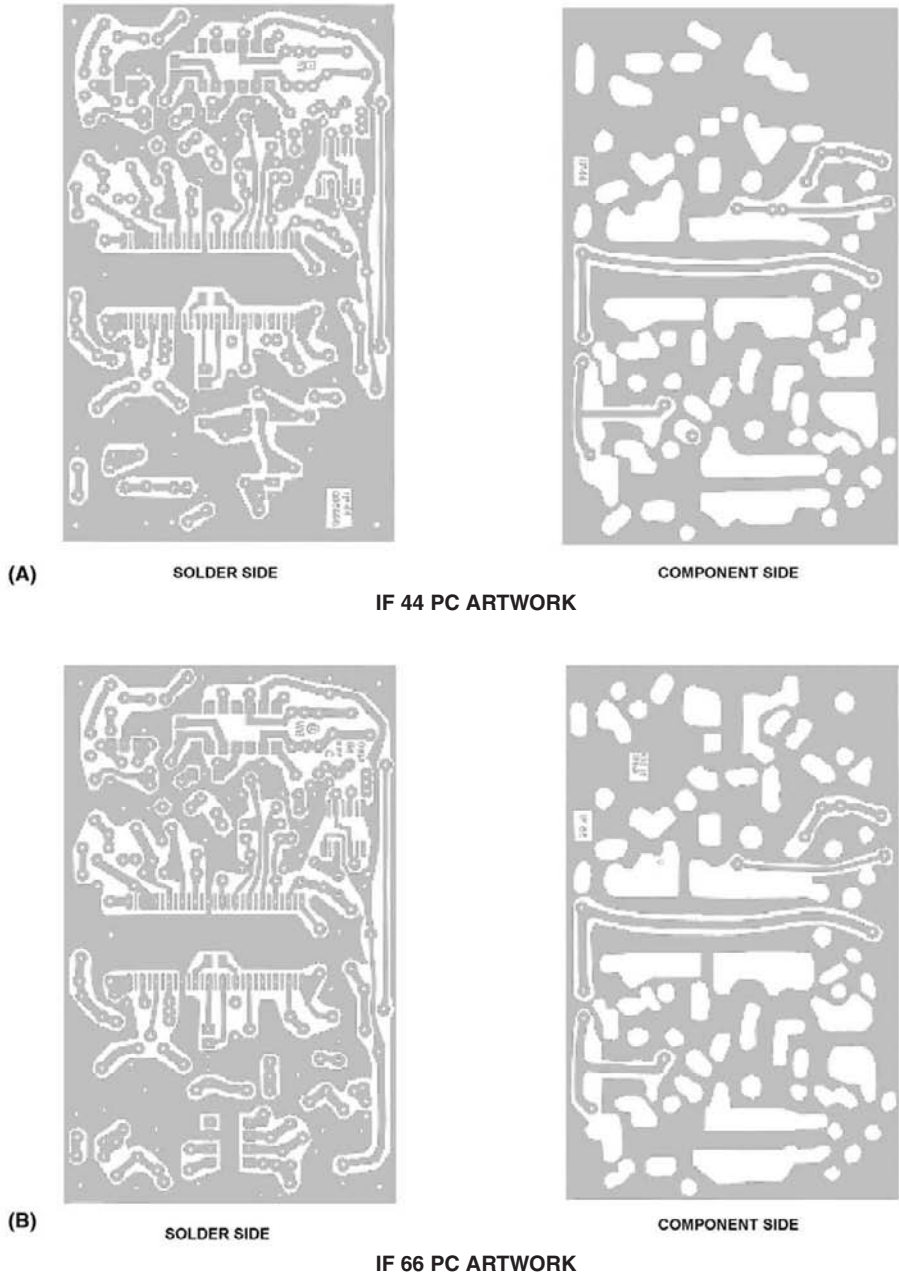 (A)
SOLDER SIDE
COMPONENT SIDE
IF 44 PC ARTWORK
(B)
SOLDER SIDE
COMPONENT SIDE
IF 66 PC ARTWORK